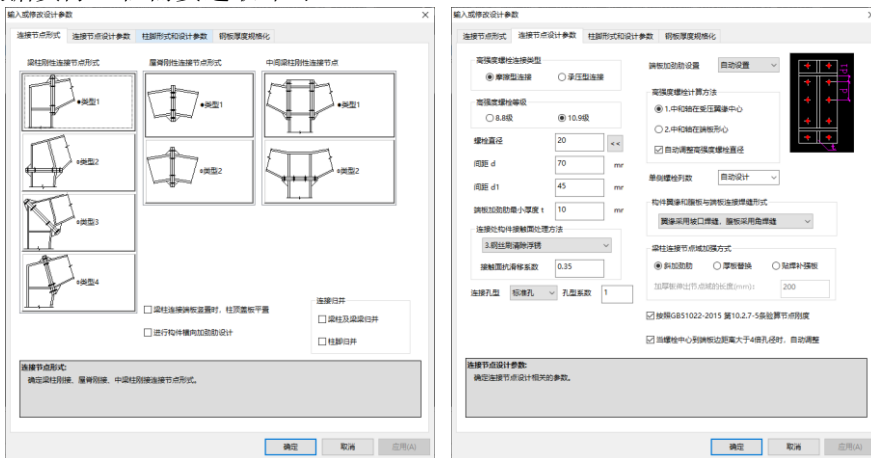 输入或修改设计参数
连接节点形式 连接节点设计参数 柱脚形式和设计参数 钢板厚度规格化
梁柱刚性连接节点形式 屋脊刚性连接节点形式 中间梁柱刚性连接节点
类型1 类型1 类型1
类型2 类型2 类型2
类型3
类型4
梁柱连接端板竖置时，柱顶盖板平置
进行构件横向加劲肋设计
连接归并
梁柱及梁梁归并
柱脚归并
连接节点形式:
确定梁柱刚接、屋脊刚接、中梁柱刚接连接节点形式。
确定 取消 应用(A)
输入或修改设计参数
连接节点形式 连接节点设计参数 柱脚形式和设计参数 钢板厚度规格化
高强螺栓连接类型
摩擦型连接 承压型连接
高强螺栓等级
8.8级 10.9级
螺栓直径 20 <<
间距 d 70 mr
间距 d1 45 mr
端板加劲肋最小厚度 t 10 mr
连接处构件接触面处理方法
3.钢丝刷清除浮锈
接触面抗滑移系数 0.35
连接孔型 标准孔 孔型系数 1
端板加劲肋设置 自动设置
高强度螺栓计算方法
1.中和轴在受压翼缘中心
2.中和轴在端板形心
自动调整高强度螺栓直径
单侧螺栓列数 自动设计
构件翼缘和腹板与端板连接焊缝形式
翼缘采用坡口焊缝，腹板采用角焊缝
梁柱连接节点域加强方式
斜加劲肋 厚板替换 贴焊补强板
加厚板伸出节点域的长度(mm): 200
按照GB51022-2015 第10.2.7-5条验算节点刚度
当螺栓中心到端板边距离大于4倍孔径时，自动调整
连接节点设计参数:
确定连接节点设计相关的参数。
确定 取消 应用(A)